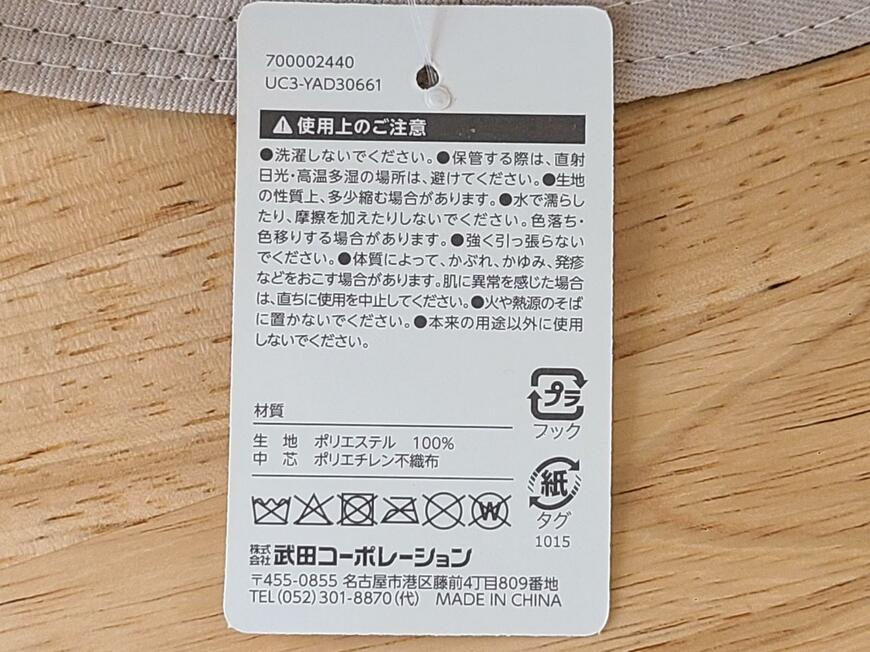 700002440
UC3-YAD30661
使用上のご注意
●洗濯しないでください。●保管する際は、直射
日光・高温多湿の場所は、避けてください。●生地
の性質上、多少縮む場合があります。●水で濡らし
たり、摩擦を加えたりしないでください。色落ち・
色移りする場合があります。●強く引っ張らない
でください。●体質によって、かぶれ、かゆみ、発疹
などをおこす場合があります。肌に異常を感じた場合
は、直ちに使用を中止してください。●火や熱源のそば
に置かないでください。●本来の用途以外に使用
しないでください。
プラ
フック
材質
生 地 ポリエステル 100%
中 芯 ポリエチレン不織布
紙
タグ
1015
W
株式会社 武田コーポレーション
〒455-0855 名古屋市港区藤前4丁目809番地
TEL(052)301-8870(代) MADE IN CHINA